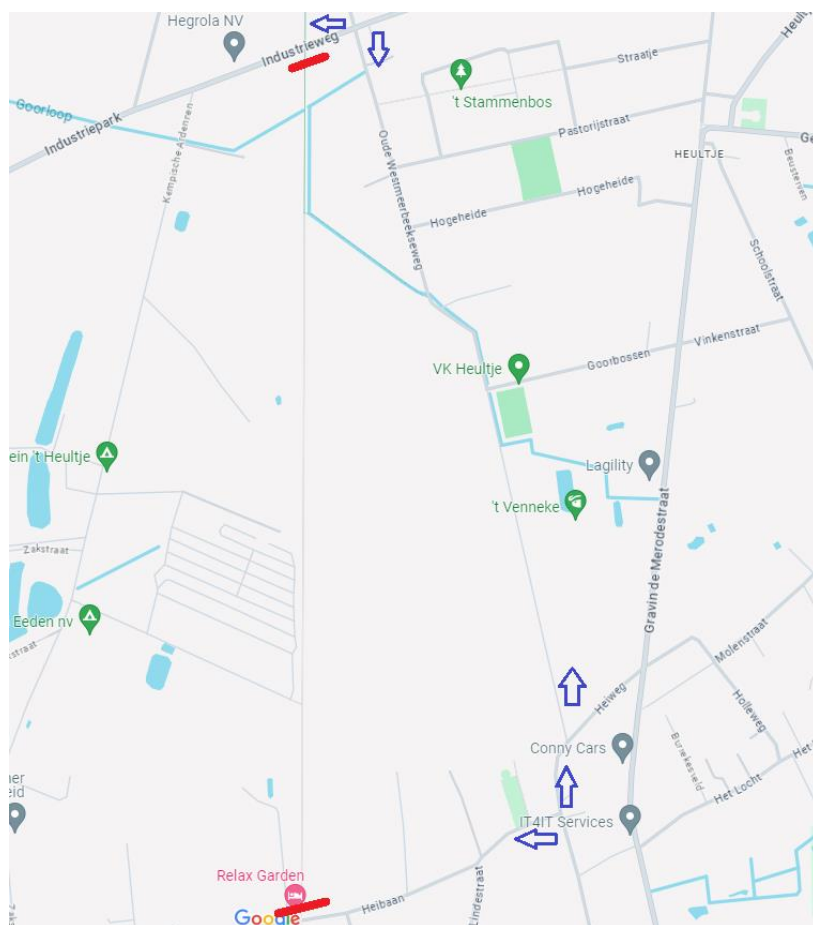 Hegrola NV
Industrieweg
Straatje
't Stammenbos
Goorloop
Industriepark
Kempische Ardennen
Oude Westmeerbeekseweg
Pastorijstraat
HEULTJE
Beusterven
Hogeheide
Hogeheide
Schoolstraat
Vinkenstraat
Goorbossen
VK Heultje
ein 't Heultje
Lagility
't Venneke
Zakstraat
Gravin de Merodestraat
Eeden nv
Molenstraat
Heiweg
Holleweg
Conny Cars
Het Locht
IT4IT Services
Relax Garden
Heibaan
Lindestraat
Google